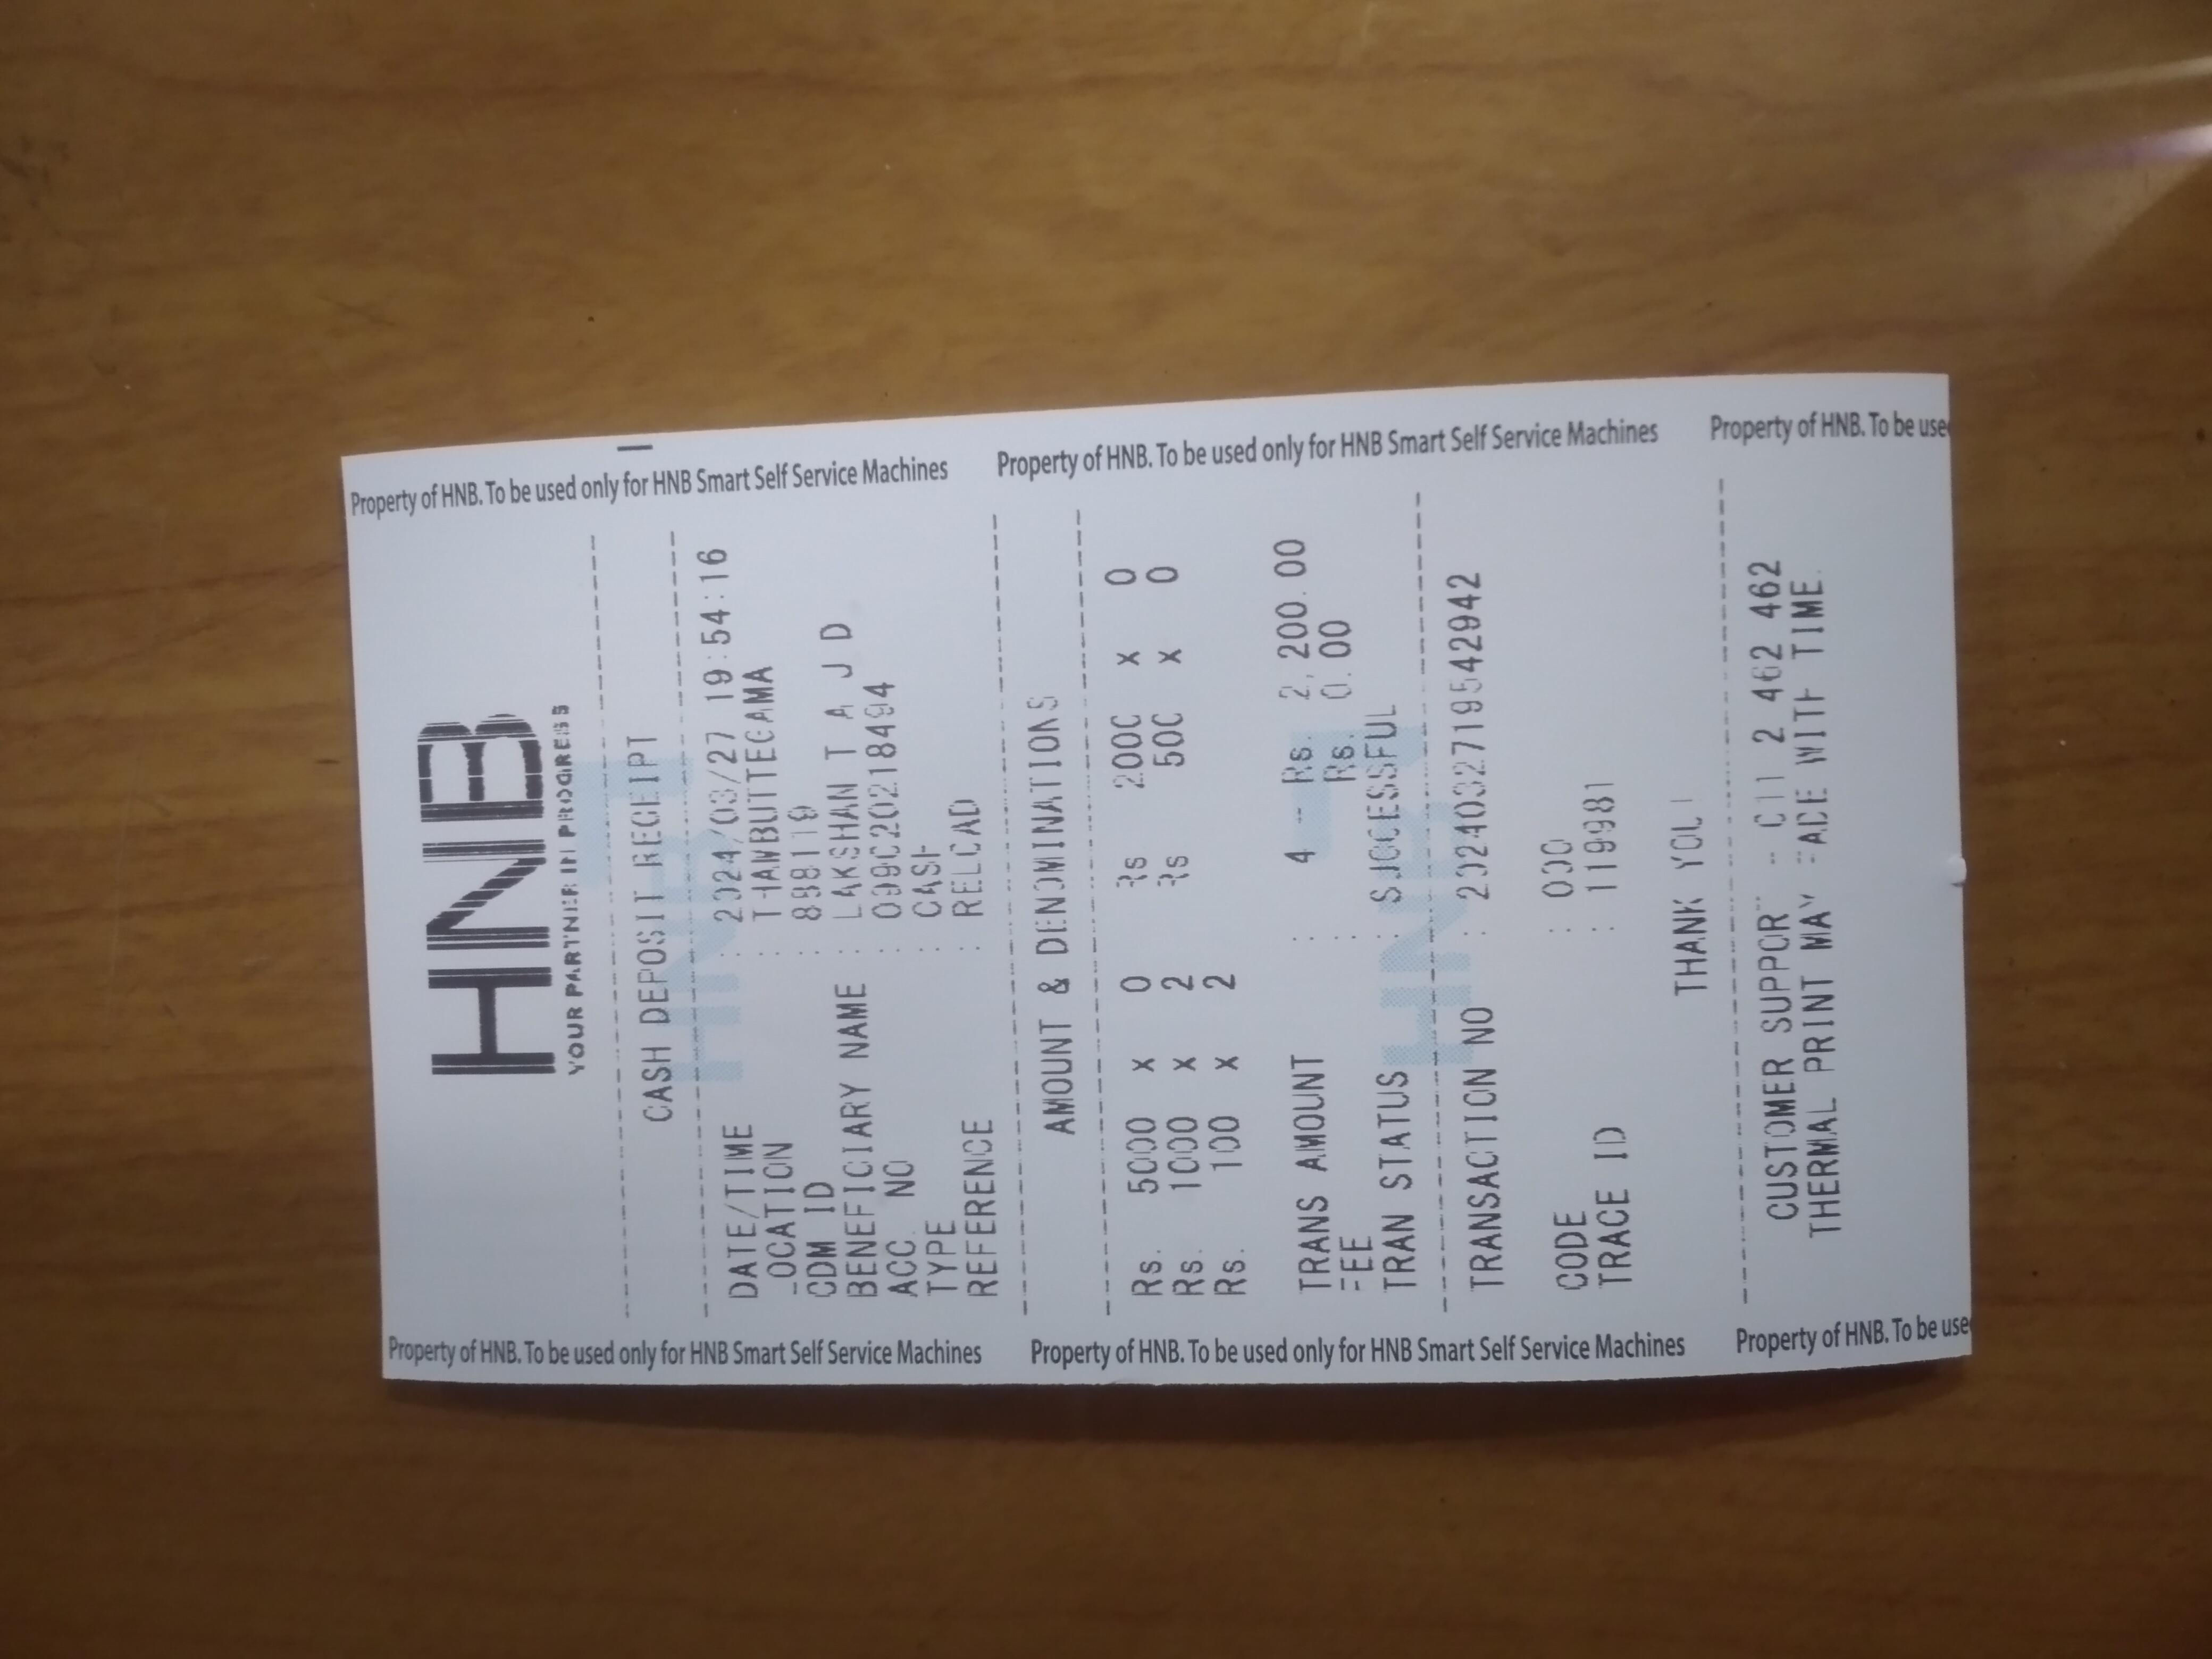 Property of HNB. To be used only for HNB Smart Self Service Machines
Property of HNB. To be used only for HNB Smart Self Service Machines
Property of HNB. To be use
HNB
YOUR PARTNER IN PROGRESS
CASH DEPOSIT RECEIPT
DATE/TIME : 2024/03/27 19:54:16
LOCATION : THAMBUTTEGAMA
CDM ID :
BENEFICIARY NAME : LAKSHAN T A J D
ACC. NO : 099020218494
TYPE : CASH
REFERENCE : RELOAD
AMOUNT & DENOMINATIONS
Rs. 5000 x 0 Rs 2000 x 0
Rs. 1000 x 2 Rs 500 x 0
Rs. 100 x 2
TRANS AMOUNT : 4 -- Rs. 2,200.00
FEE : Rs. 0.00
TRAN STATUS : SUCCESSFUL
TRANSACTION NO : 2024032719542942
CODE : 000
TRACE ID : 119981
THANK YOU !
CUSTOMER SUPPORT - 011 2 462 462
THERMAL PRINT MAY FADE WITH TIME.
Property of HNB. To be used only for HNB Smart Self Service Machines
Property of HNB. To be used only for HNB Smart Self Service Machines
Property of HNB. To be use
HNB
HNB